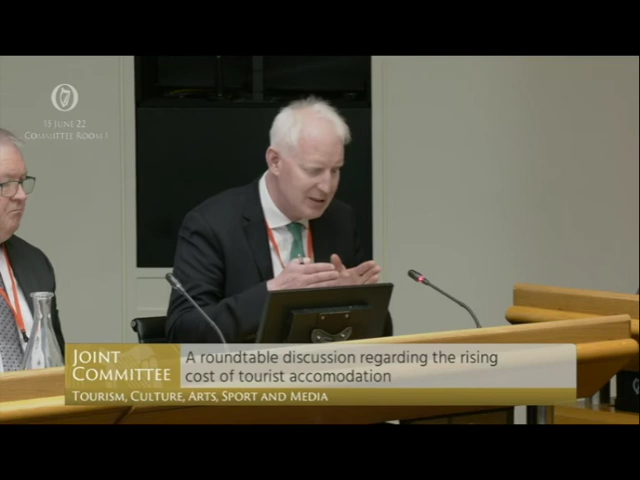 15 JUNE 22
COMMITTEE ROOM 1
JOINT
COMMITTEE
A roundtable discussion regarding the rising
cost of tourist accomodation
TOURISM, CULTURE, ARTS, SPORT AND MEDIA